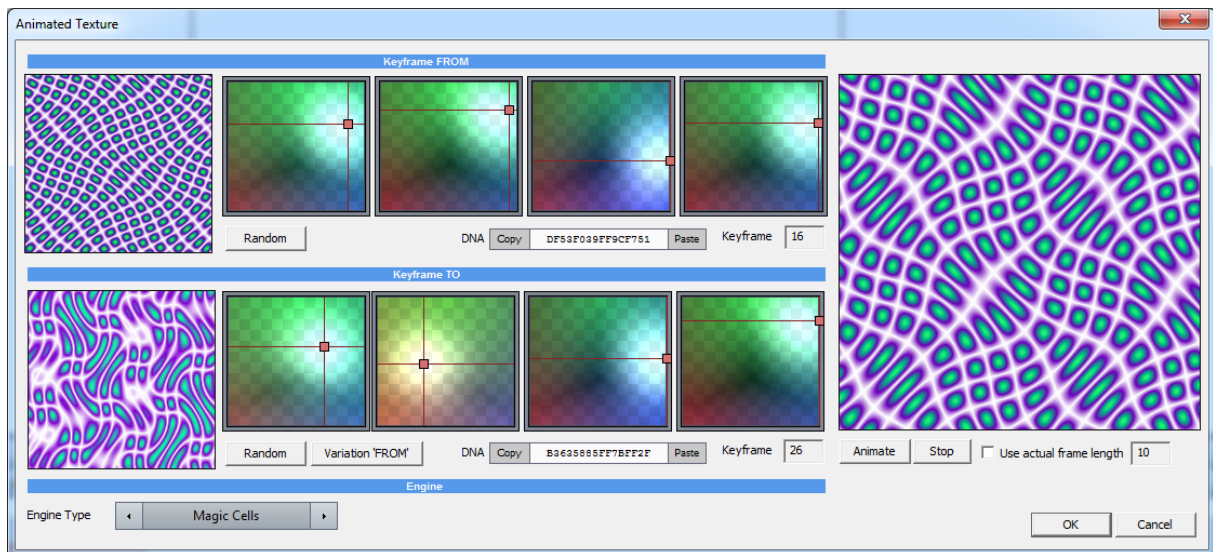 Animated Texture
Keyframe FROM
Random
DNA Copy DF53F039FF9CF751 Paste Keyframe 16
Keyframe TO
Random Variation 'FROM' DNA Copy B3635885FF7BFF2F Paste Keyframe 26
Animate Stop Use actual frame length 10
Engine
Engine Type Magic Cells
OK Cancel